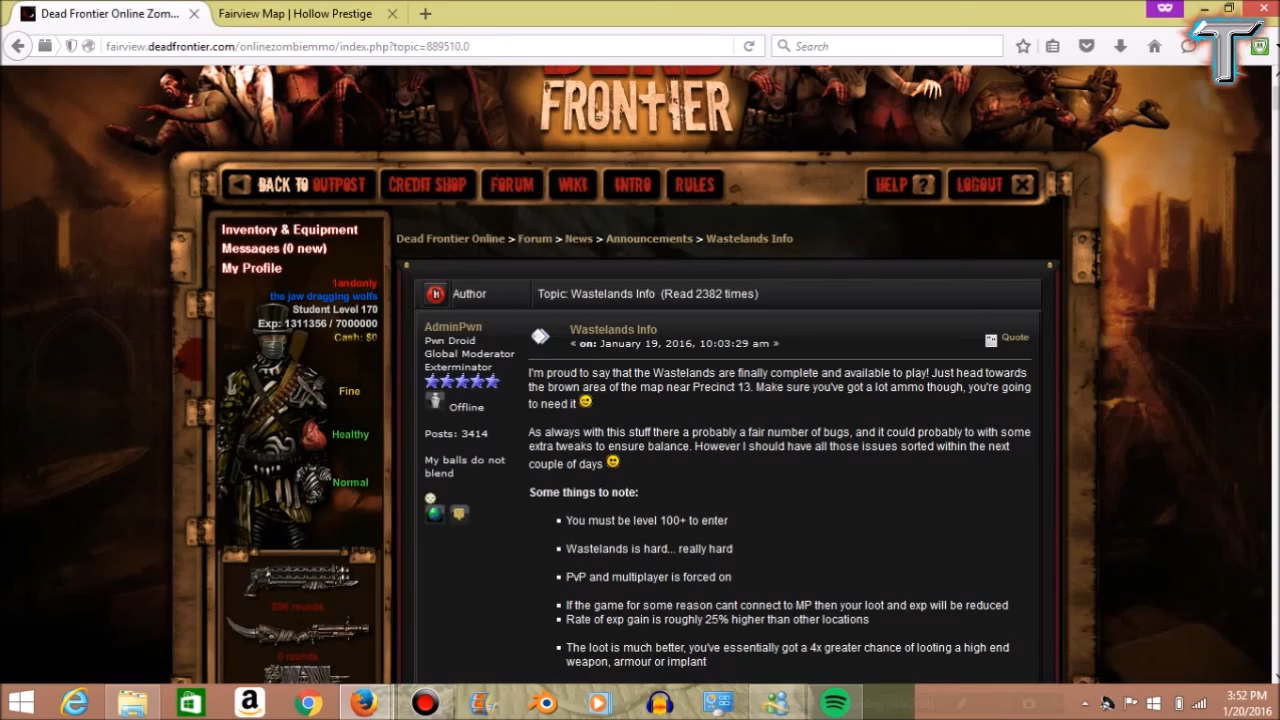 Dead Frontier Online Zom...
Fairview Map | Hollow Prestige
fairview.deadfrontier.com/onlinezombiemmo/index.php?topic=889510.0
Search
T
FRONTIER
BACK TO OUTPOST
CREDIT SHOP
FORUM
WIKI
INTRO
RULES
HELP ?
LOGOUT X
Inventory & Equipment
Messages (0 new)
My Profile
1andonly
the jaw dragging wolfs
Student Level 170
Exp: 1311356 / 7000000
Cash: $0
Fine
Healthy
Normal
896 rounds
0 rounds
Dead Frontier Online > Forum > News > Announcements > Wastelands Info
Author
Topic: Wastelands Info (Read 2382 times)
AdminPwn
Pwn Droid
Global Moderator
Exterminator
Offline
Posts: 3414
My balls do not
blend
Wastelands Info
« on: January 19, 2016, 10:03:29 am »
Quote
I'm proud to say that the Wastelands are finally complete and available to play! Just head towards
the brown area of the map near Precinct 13. Make sure you've got a lot ammo though, you're going
to need it
As always with this stuff there a probably a fair number of bugs, and it could probably to with some
extra tweaks to ensure balance. However I should have all those issues sorted within the next
couple of days
Some things to note:
You must be level 100+ to enter
Wastelands is hard... really hard
PvP and multiplayer is forced on
If the game for some reason cant connect to MP then your loot and exp will be reduced
Rate of exp gain is roughly 25% higher than other locations
The loot is much better, you've essentially got a 4x greater chance of looting a high end
weapon, armour or implant
3:52 PM
1/20/2016